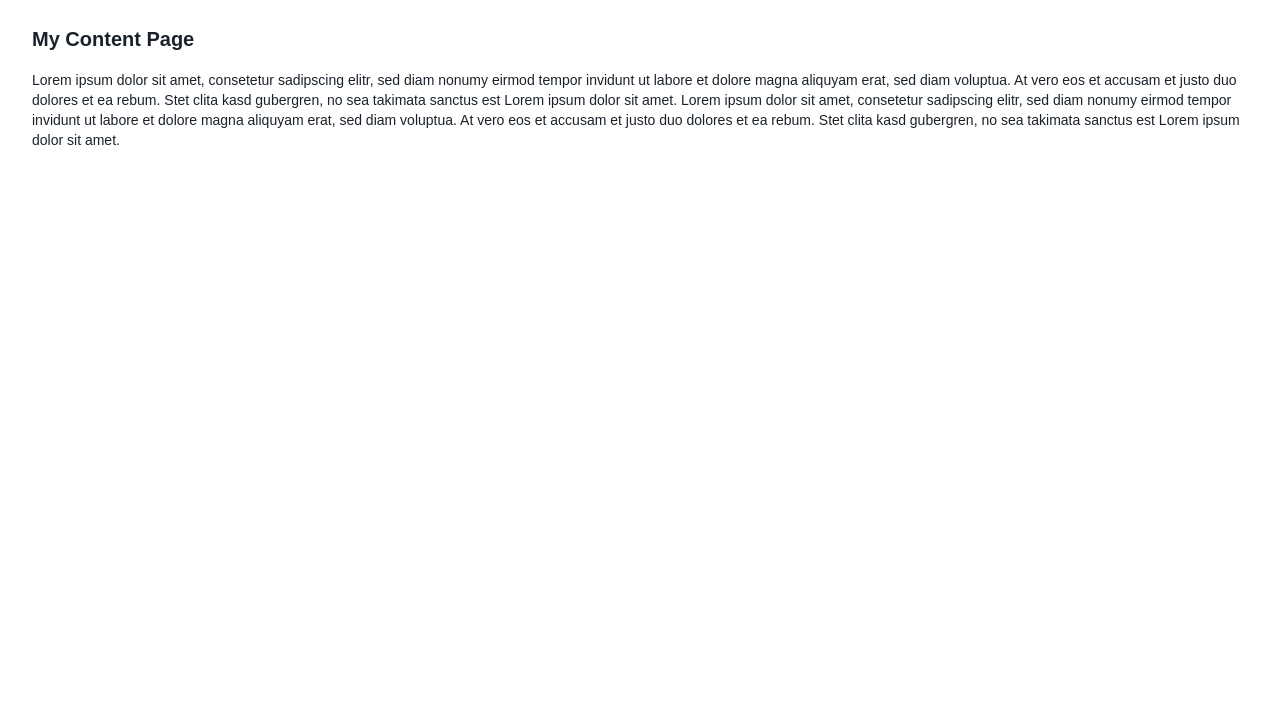 My Content Page
Lorem ipsum dolor sit amet, consetetur sadipscing elitr, sed diam nonumy eirmod tempor invidunt ut labore et dolore magna aliquyam erat, sed diam voluptua. At vero eos et accusam et justo duo
dolores et ea rebum. Stet clita kasd gubergren, no sea takimata sanctus est Lorem ipsum dolor sit amet. Lorem ipsum dolor sit amet, consetetur sadipscing elitr, sed diam nonumy eirmod tempor
invidunt ut labore et dolore magna aliquyam erat, sed diam voluptua. At vero eos et accusam et justo duo dolores et ea rebum. Stet clita kasd gubergren, no sea takimata sanctus est Lorem ipsum
dolor sit amet.